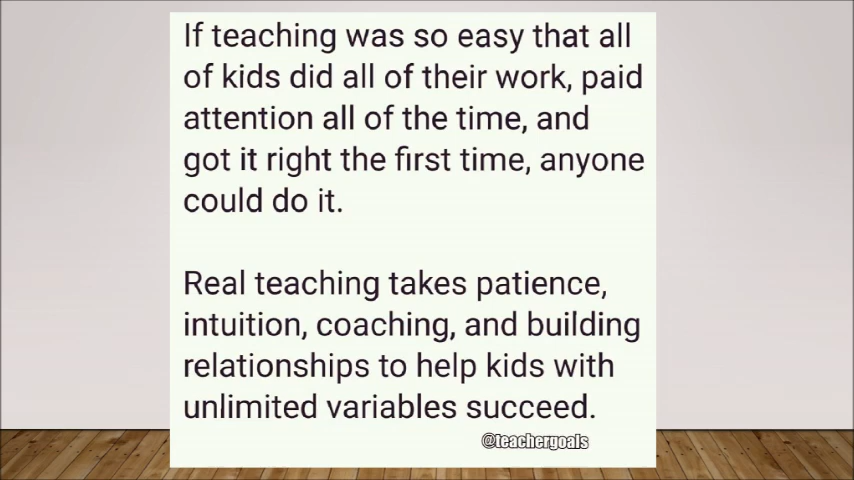 If teaching was so easy that all
of kids did all of their work, paid
attention all of the time, and
got it right the first time, anyone
could do it.
Real teaching takes patience,
intuition, coaching, and building
relationships to help kids with
unlimited variables succeed.
@teachergoals